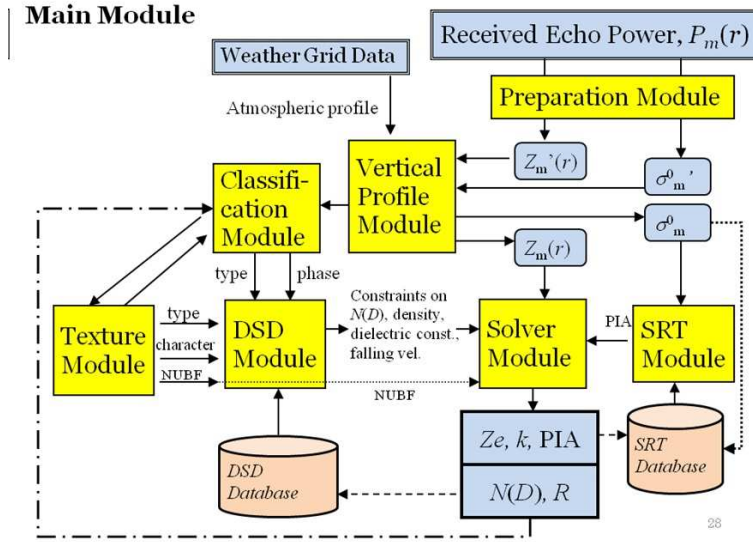 Main Module
Received Echo Power, Pm(r)
Weather Grid Data
Preparation Module
Atmospheric profile
Zm'(r)
σ⁰m'
Vertical
Profile
Module
Classifi-
cation
Module
σ⁰m
Zm(r)
type
phase
Constraints on
N(D), density,
dielectric const.,
falling vel.
Texture
Module
type
character
NUBF
DSD
Module
Solver
Module
PIA
SRT
Module
NUBF
Ze, k, PIA
N(D), R
DSD
Database
SRT
Database
28